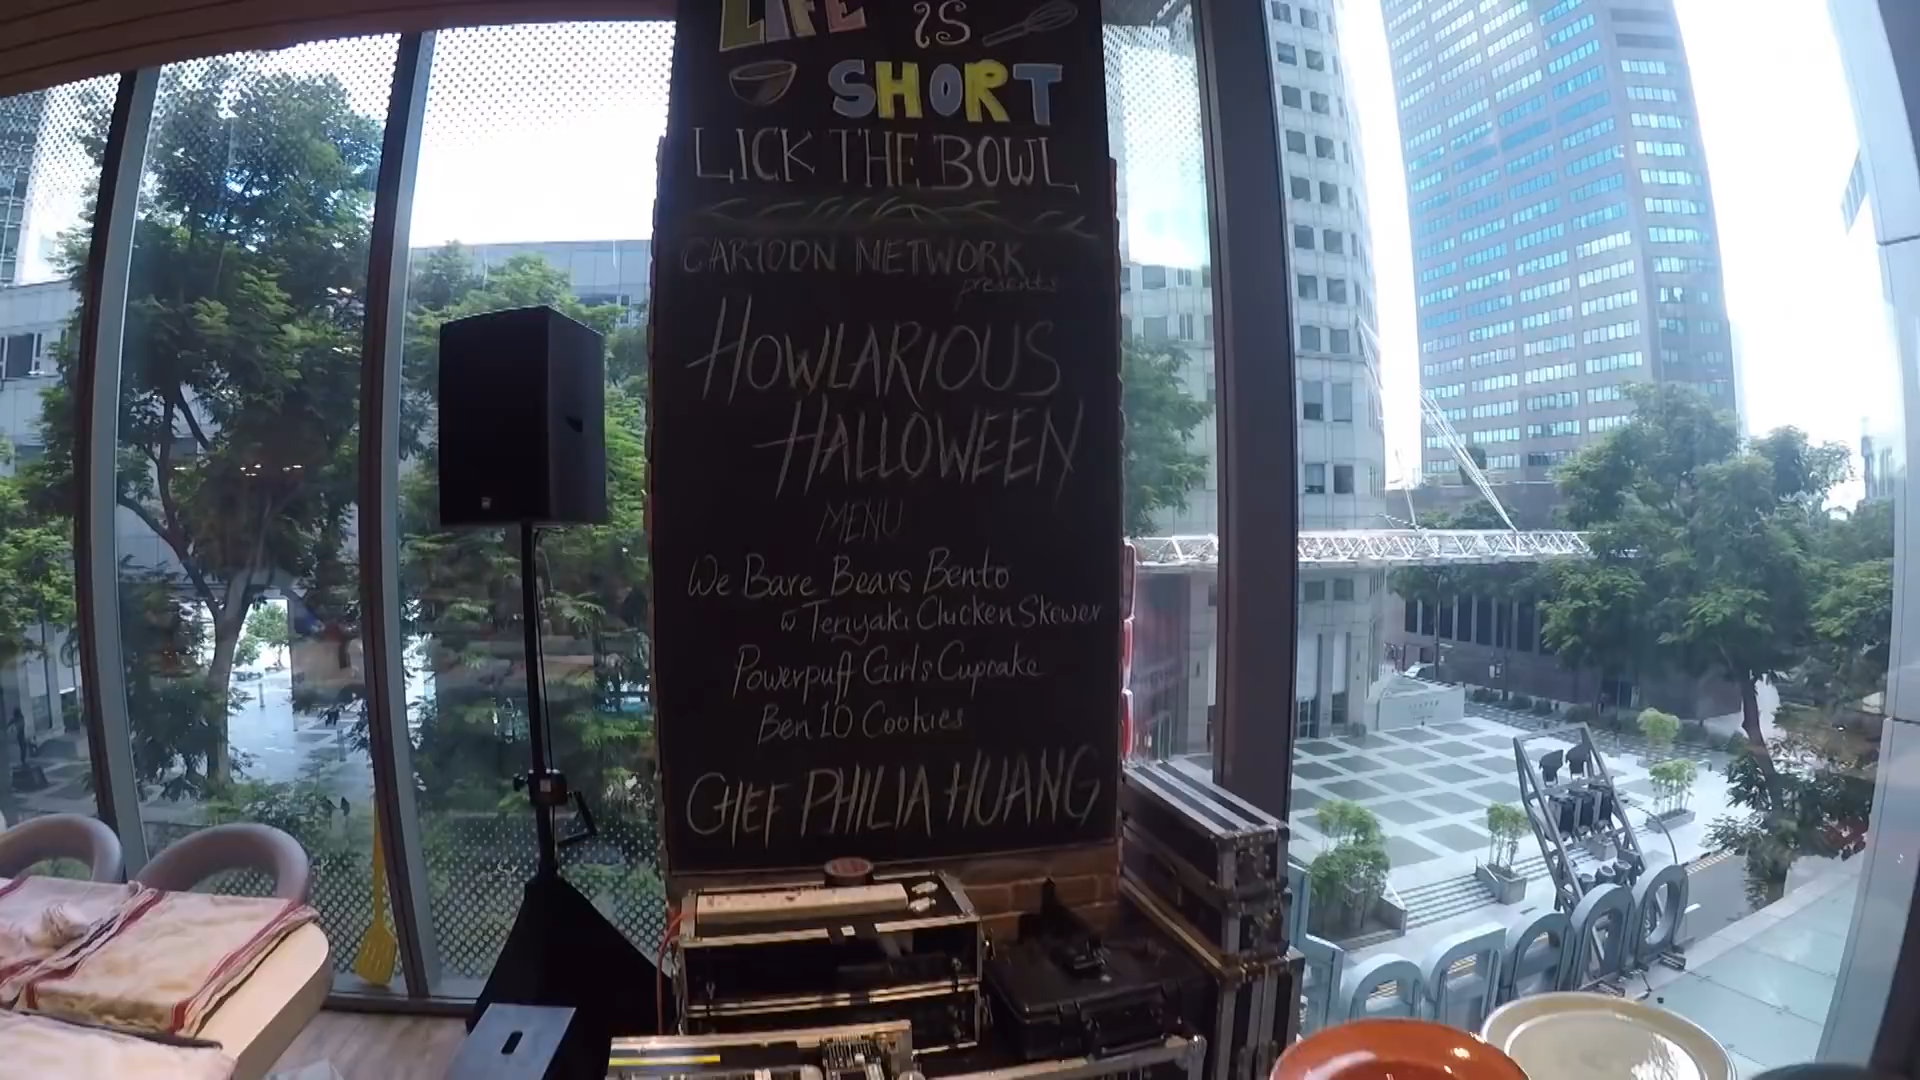 LIFE IS
SHORT
LICK THE BOWL
CARTOON NETWORK
presents
HOWLARIOUS
HALLOWEEN
MENU
We Bare Bears Bento
w Teriyaki Chicken Skewer
Powerpuff Girls Cupcake
Ben 10 Cookies
CHEF PHILIA HUANG